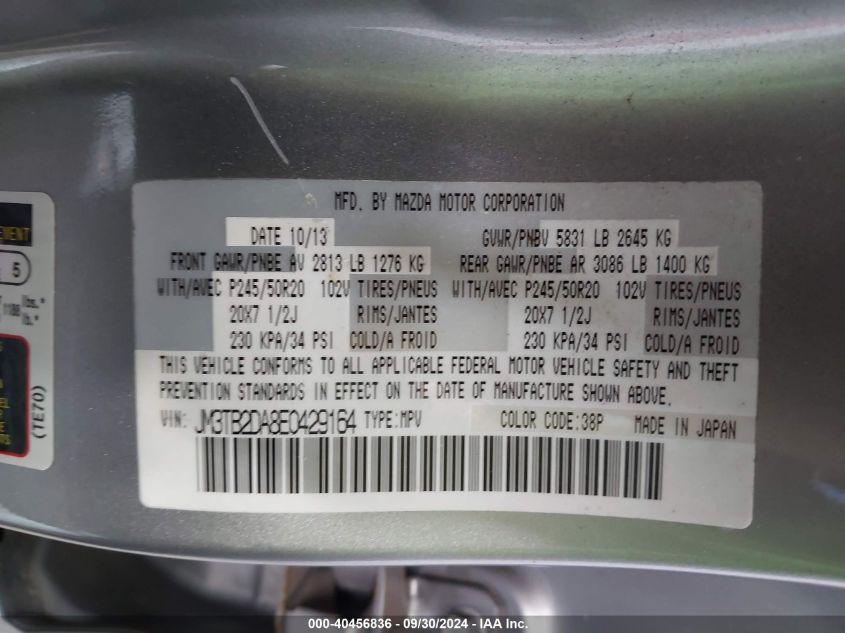 MFD. BY MAZDA MOTOR CORPORATION
DATE 10/13 GVWR/PNBV 5831 LB 2645 KG
FRONT GAWR/PNBE AV 2813 LB 1276 KG REAR GAWR/PNBE AR 3086 LB 1400 KG
WITH/AVEC P245/50R20 102V TIRES/PNEUS WITH/AVEC P245/50R20 102V TIRES/PNEUS
20X7 1/2J RIMS/JANTES 20X7 1/2J RIMS/JANTES
230 KPA/34 PSI COLD/A FROID 230 KPA/34 PSI COLD/A FROID
THIS VEHICLE CONFORMS TO ALL APPLICABLE FEDERAL MOTOR VEHICLE SAFETY AND THEFT
PREVENTION STANDARDS IN EFFECT ON THE DATE OF MANUFACTURE SHOWN ABOVE.
VIN: JM3TB2DA8E0429164 TYPE:MPV COLOR CODE:38P MADE IN JAPAN
5
lbs.*
lb.*
(TE70)
000-40456836 - 09/30/2024 - IAA Inc.